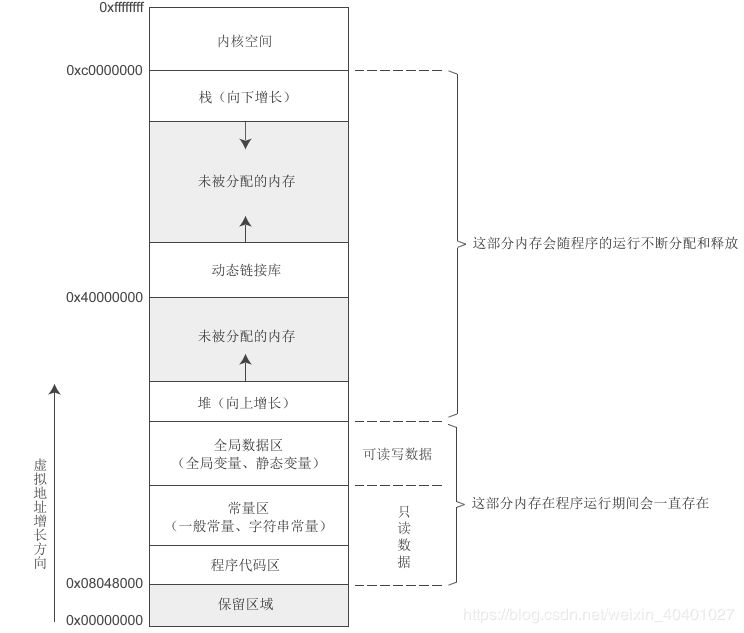 0xffffffff
内核空间
0xc0000000
栈（向下增长）
未被分配的内存
这部分内存会随程序的运行不断分配和释放
动态链接库
0x40000000
未被分配的内存
堆（向上增长）
全局数据区
（全局变量、静态变量）
可读写数据
常量区
（一般常量、字符串常量）
只读数据
这部分内存在程序运行期间会一直存在
虚拟地址增长方向
程序代码区
0x08048000
保留区域
0x00000000
https://blog.csdn.net/weixin_40401027